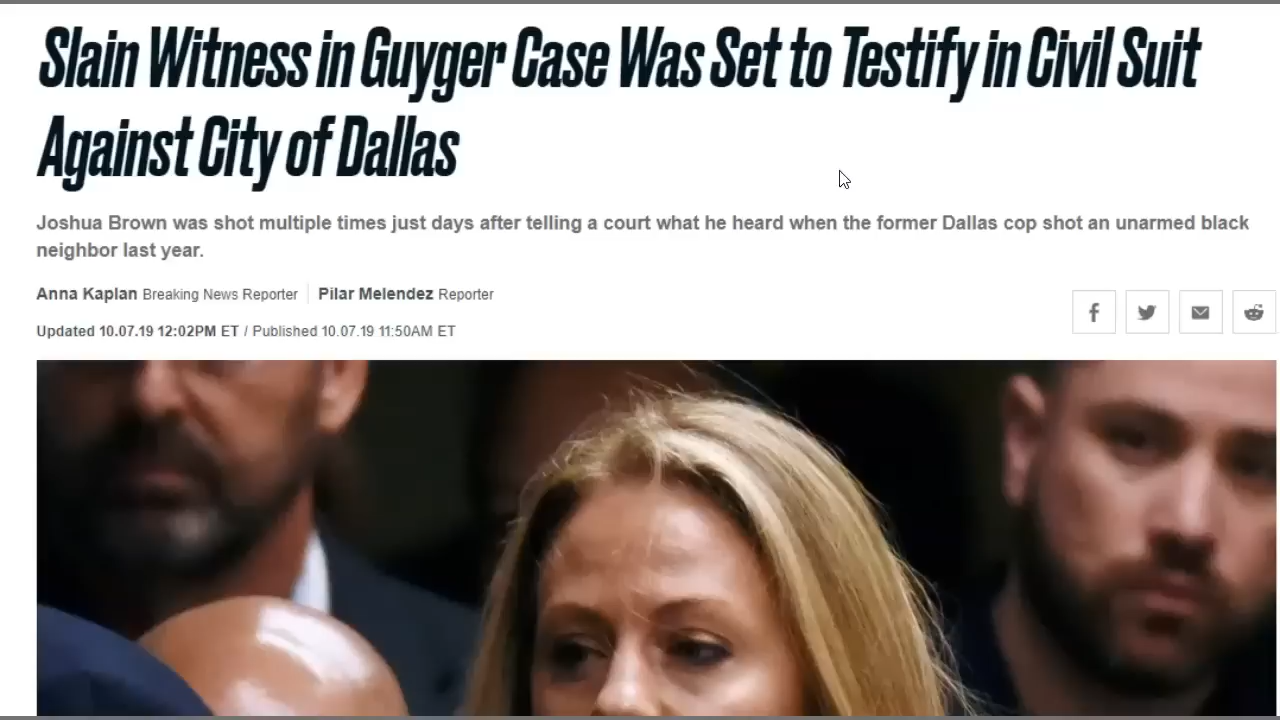 Slain Witness in Guyger Case Was Set to Testify in Civil Suit
Against City of Dallas
Joshua Brown was shot multiple times just days after telling a court what he heard when the former Dallas cop shot an unarmed black
neighbor last year.
Anna Kaplan Breaking News Reporter Pilar Melendez Reporter
Updated 10.07.19 12:02PM ET / Published 10.07.19 11:50AM ET